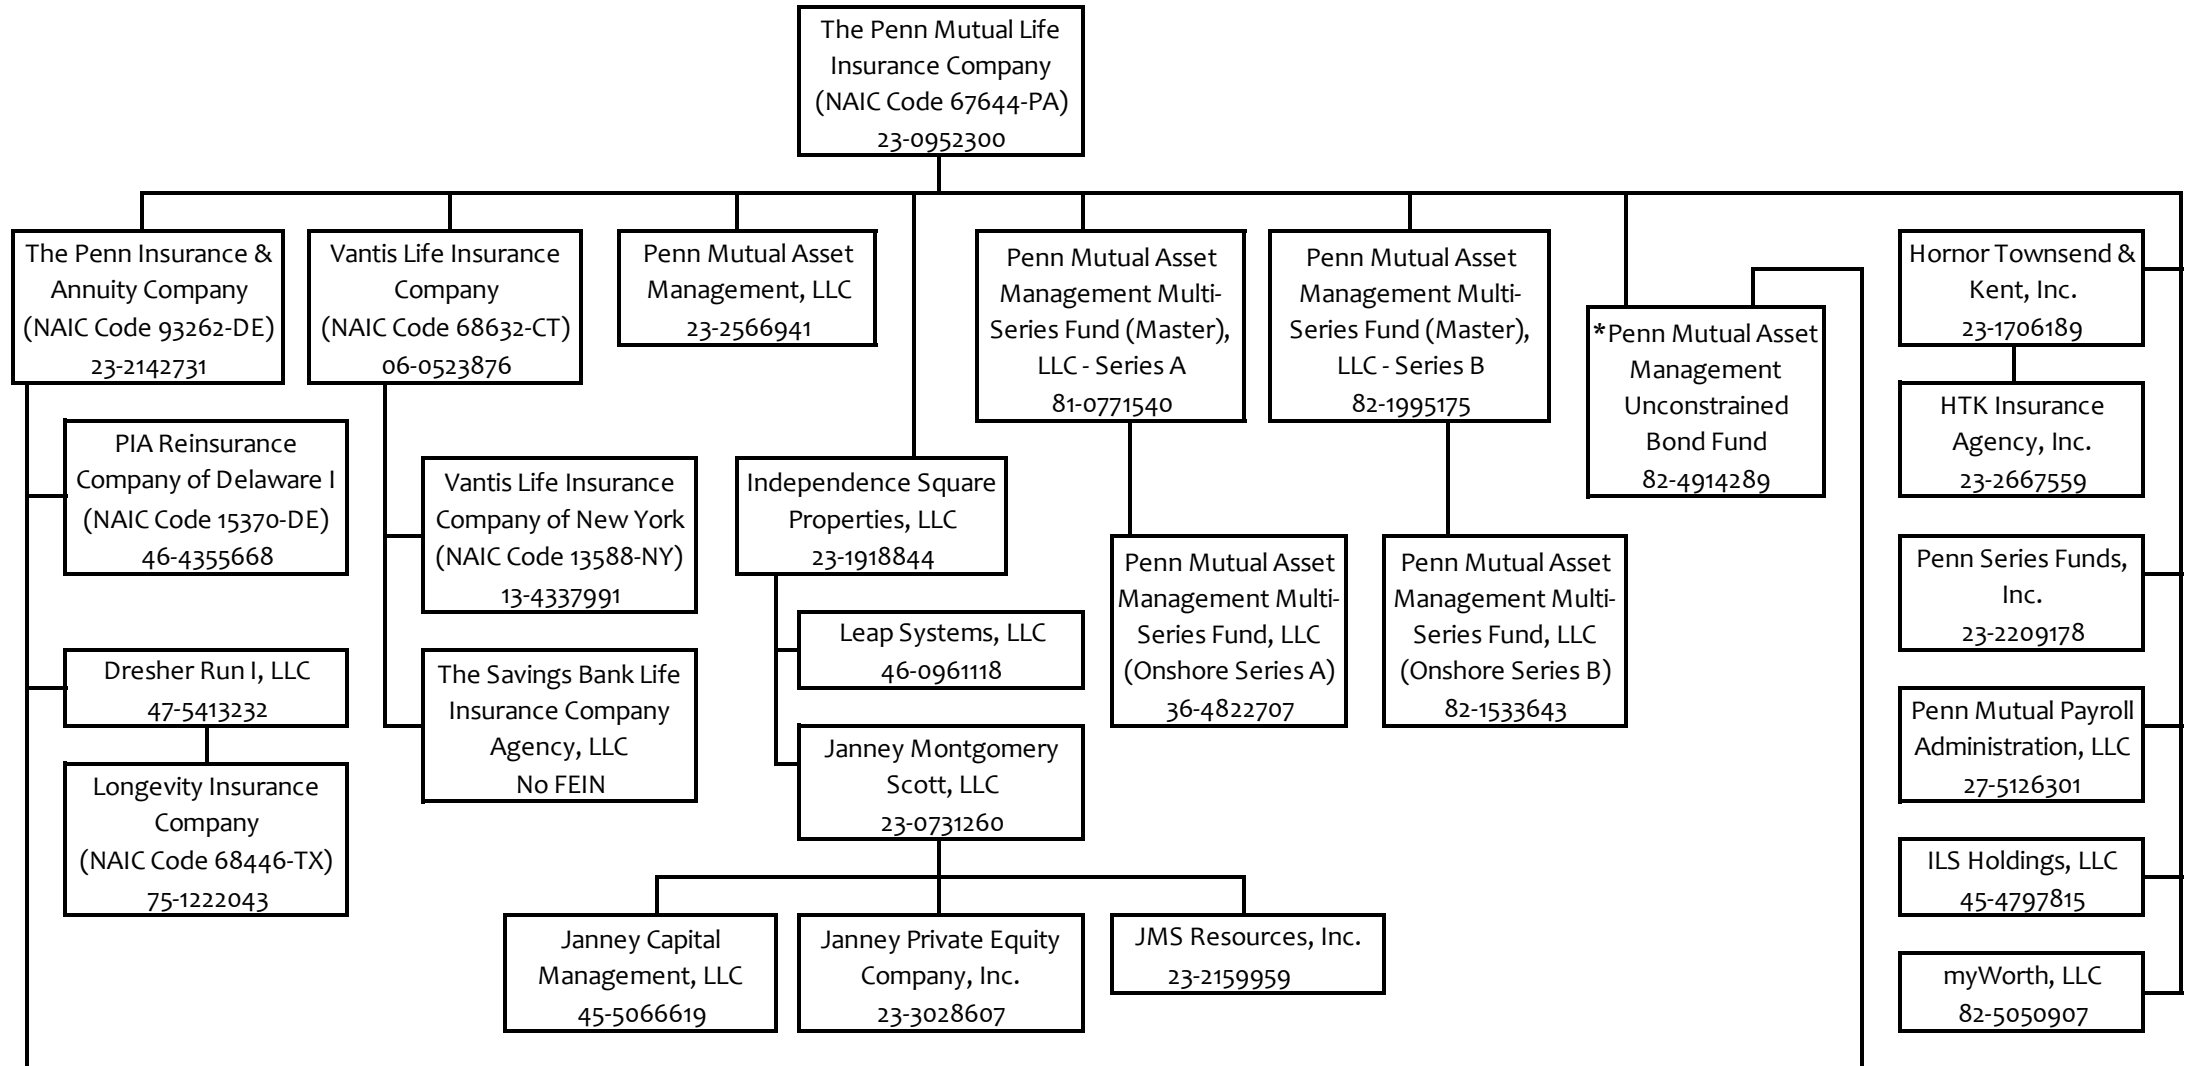 The Penn Mutual Life
Insurance Company
(NAIC Code 67644-PA)
23-0952300
The Penn Insurance &
Annuity Company
(NAIC Code 93262-DE)
23-2142731
Vantis Life Insurance
Company
(NAIC Code 68632-CT)
06-0523876
Penn Mutual Asset
Management, LLC
23-2566941
Penn Mutual Asset
Management Multi-
Series Fund (Master),
LLC - Series A
81-0771540
Penn Mutual Asset
Management Multi-
Series Fund (Master),
LLC - Series B
82-1995175
*Penn Mutual Asset
Management
Unconstrained
Bond Fund
82-4914289
Hornor Townsend &
Kent, Inc.
23-1706189
HTK Insurance
Agency, Inc.
23-2667559
PIA Reinsurance
Company of Delaware I
(NAIC Code 15370-DE)
46-4355668
Vantis Life Insurance
Company of New York
(NAIC Code 13588-NY)
13-4337991
Independence Square
Properties, LLC
23-1918844
Penn Mutual Asset
Management Multi-
Series Fund, LLC
(Onshore Series A)
36-4822707
Penn Mutual Asset
Management Multi-
Series Fund, LLC
(Onshore Series B)
82-1533643
Penn Series Funds,
Inc.
23-2209178
Dresher Run I, LLC
47-5413232
The Savings Bank Life
Insurance Company
Agency, LLC
No FEIN
Leap Systems, LLC
46-0961118
Penn Mutual Payroll
Administration, LLC
27-5126301
Longevity Insurance
Company
(NAIC Code 68446-TX)
75-1222043
Janney Montgomery
Scott, LLC
23-0731260
ILS Holdings, LLC
45-4797815
Janney Capital
Management, LLC
45-5066619
Janney Private Equity
Company, Inc.
23-3028607
JMS Resources, Inc.
23-2159959
myWorth, LLC
82-5050907